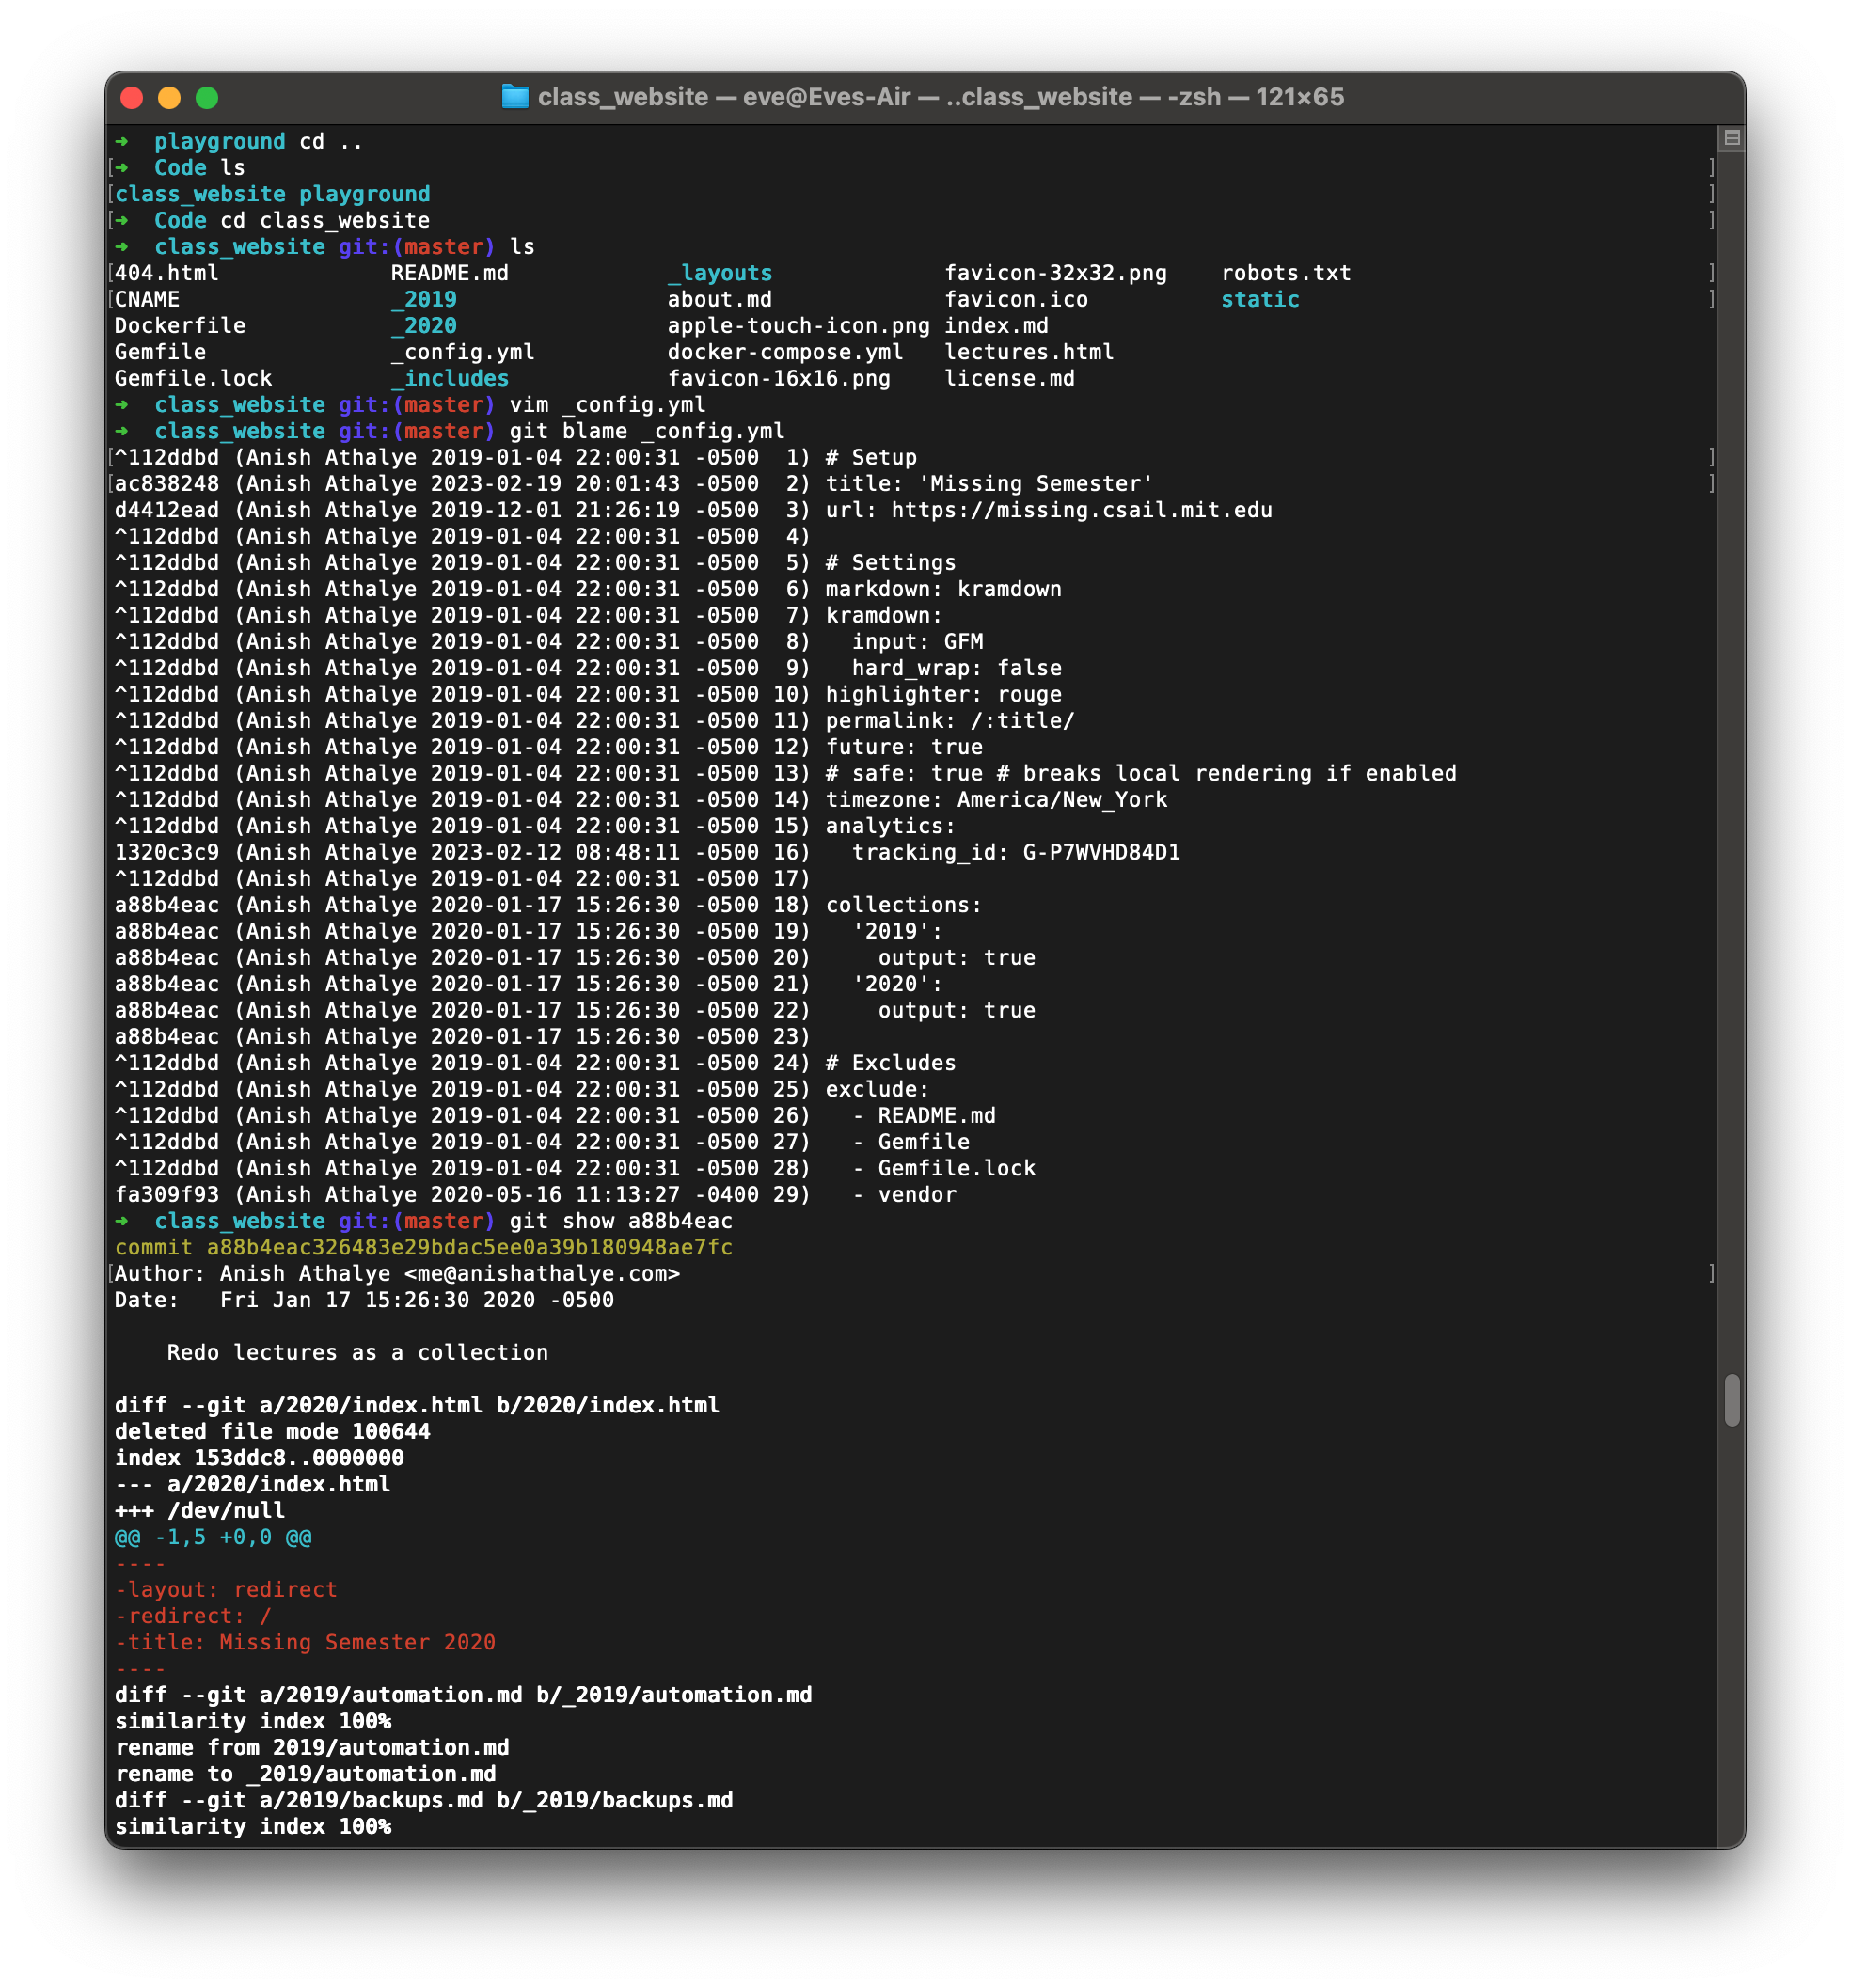 class_website — eve@Eves-Air — ..class_website — -zsh — 121×65
➜  playground cd ..
[➜  Code ls ]
[class_website playground ]
[➜  Code cd class_website ]
➜  class_website git:(master) ls
[404.html             README.md            _layouts             favicon-32x32.png    robots.txt ]
[CNAME                _2019                about.md             favicon.ico          static ]
Dockerfile           _2020                apple-touch-icon.png index.md
Gemfile              _config.yml          docker-compose.yml   lectures.html
Gemfile.lock         _includes            favicon-16x16.png    license.md
➜  class_website git:(master) vim _config.yml
➜  class_website git:(master) git blame _config.yml
[^112ddbd (Anish Athalye 2019-01-04 22:00:31 -0500  1) # Setup ]
[ac838248 (Anish Athalye 2023-02-19 20:01:43 -0500  2) title: 'Missing Semester' ]
d4412ead (Anish Athalye 2019-12-01 21:26:19 -0500  3) url: https://missing.csail.mit.edu
^112ddbd (Anish Athalye 2019-01-04 22:00:31 -0500  4)
^112ddbd (Anish Athalye 2019-01-04 22:00:31 -0500  5) # Settings
^112ddbd (Anish Athalye 2019-01-04 22:00:31 -0500  6) markdown: kramdown
^112ddbd (Anish Athalye 2019-01-04 22:00:31 -0500  7) kramdown:
^112ddbd (Anish Athalye 2019-01-04 22:00:31 -0500  8)   input: GFM
^112ddbd (Anish Athalye 2019-01-04 22:00:31 -0500  9)   hard_wrap: false
^112ddbd (Anish Athalye 2019-01-04 22:00:31 -0500 10) highlighter: rouge
^112ddbd (Anish Athalye 2019-01-04 22:00:31 -0500 11) permalink: /:title/
^112ddbd (Anish Athalye 2019-01-04 22:00:31 -0500 12) future: true
^112ddbd (Anish Athalye 2019-01-04 22:00:31 -0500 13) # safe: true # breaks local rendering if enabled
^112ddbd (Anish Athalye 2019-01-04 22:00:31 -0500 14) timezone: America/New_York
^112ddbd (Anish Athalye 2019-01-04 22:00:31 -0500 15) analytics:
1320c3c9 (Anish Athalye 2023-02-12 08:48:11 -0500 16)   tracking_id: G-P7WVHD84D1
^112ddbd (Anish Athalye 2019-01-04 22:00:31 -0500 17)
a88b4eac (Anish Athalye 2020-01-17 15:26:30 -0500 18) collections:
a88b4eac (Anish Athalye 2020-01-17 15:26:30 -0500 19)   '2019':
a88b4eac (Anish Athalye 2020-01-17 15:26:30 -0500 20)     output: true
a88b4eac (Anish Athalye 2020-01-17 15:26:30 -0500 21)   '2020':
a88b4eac (Anish Athalye 2020-01-17 15:26:30 -0500 22)     output: true
a88b4eac (Anish Athalye 2020-01-17 15:26:30 -0500 23)
^112ddbd (Anish Athalye 2019-01-04 22:00:31 -0500 24) # Excludes
^112ddbd (Anish Athalye 2019-01-04 22:00:31 -0500 25) exclude:
^112ddbd (Anish Athalye 2019-01-04 22:00:31 -0500 26)   - README.md
^112ddbd (Anish Athalye 2019-01-04 22:00:31 -0500 27)   - Gemfile
^112ddbd (Anish Athalye 2019-01-04 22:00:31 -0500 28)   - Gemfile.lock
fa309f93 (Anish Athalye 2020-05-16 11:13:27 -0400 29)   - vendor
➜  class_website git:(master) git show a88b4eac
commit a88b4eac326483e29bdac5ee0a39b180948ae7fc
[Author: Anish Athalye <me@anishathalye.com> ]
Date:   Fri Jan 17 15:26:30 2020 -0500
    Redo lectures as a collection
diff --git a/2020/index.html b/2020/index.html
deleted file mode 100644
index 153ddc8..0000000
--- a/2020/index.html
+++ /dev/null
@@ -1,5 +0,0 @@
----
-layout: redirect
-redirect: /
-title: Missing Semester 2020
----
diff --git a/2019/automation.md b/_2019/automation.md
similarity index 100%
rename from 2019/automation.md
rename to _2019/automation.md
diff --git a/2019/backups.md b/_2019/backups.md
similarity index 100%